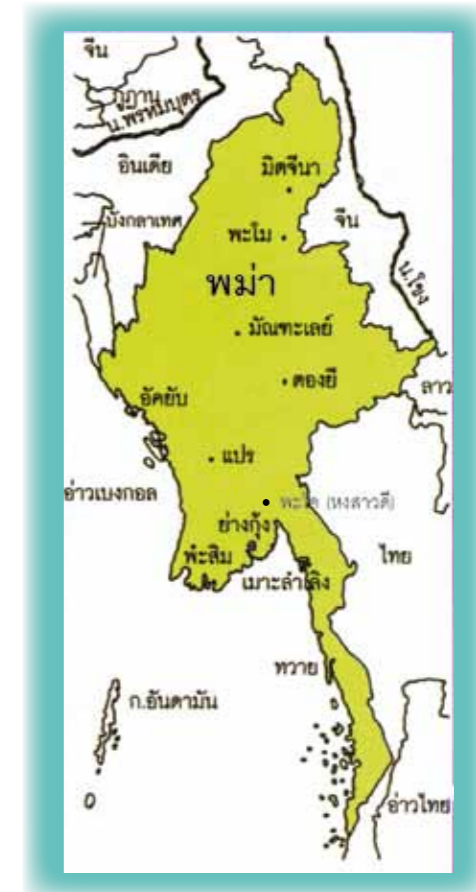 จีน
ภูฏาน
น.พรหมบุตร
อินเดีย
มิตจีนา
บังกลาเทศ
จีน
พะโม
น.โขง
พม่า
มัณฑะเลย์
ตองยี
ลาว
อัคยับ
แปร
อ่าวเบงกอล
พะโค (หงสาวดี)
ย่างกุ้ง
ไทย
พะสิม
เมาะลำเลิง
ทวาย
ก.อันดามัน
อ่าวไทย